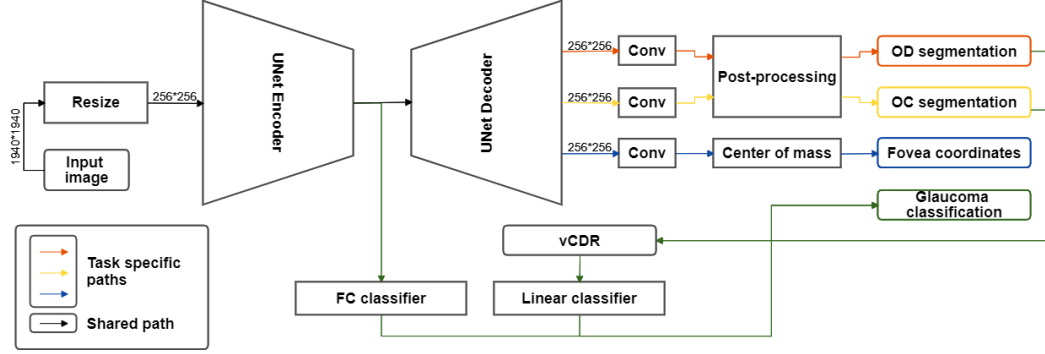 1940*1940
Input
image
Resize
256*256
UNet Encoder
UNet Decoder
256*256
Conv
256*256
Conv
256*256
Conv
Post-processing
Center of mass
OD segmentation
OC segmentation
Fovea coordinates
Glaucoma
classification
vCDR
FC classifier
Linear classifier
Task specific
paths
Shared path